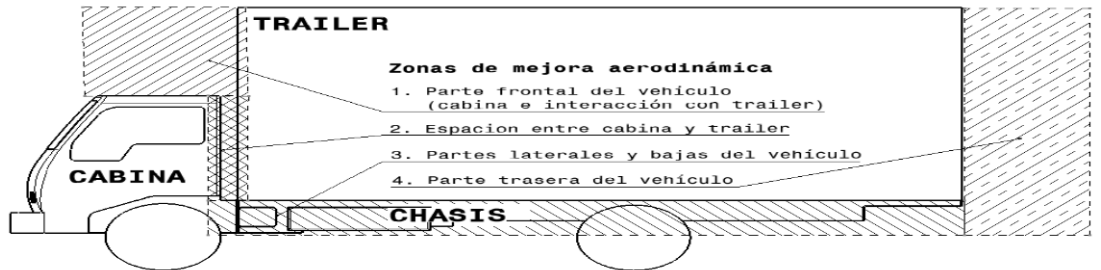 TRAILER
Zonas de mejora aerodinámica
1. Parte frontal del vehículo
(cabina e interacción con trailer)
2. Espacion entre cabina y trailer
3. Partes laterales y bajas del vehículo
4. Parte trasera del vehículo
CABINA
CHASIS